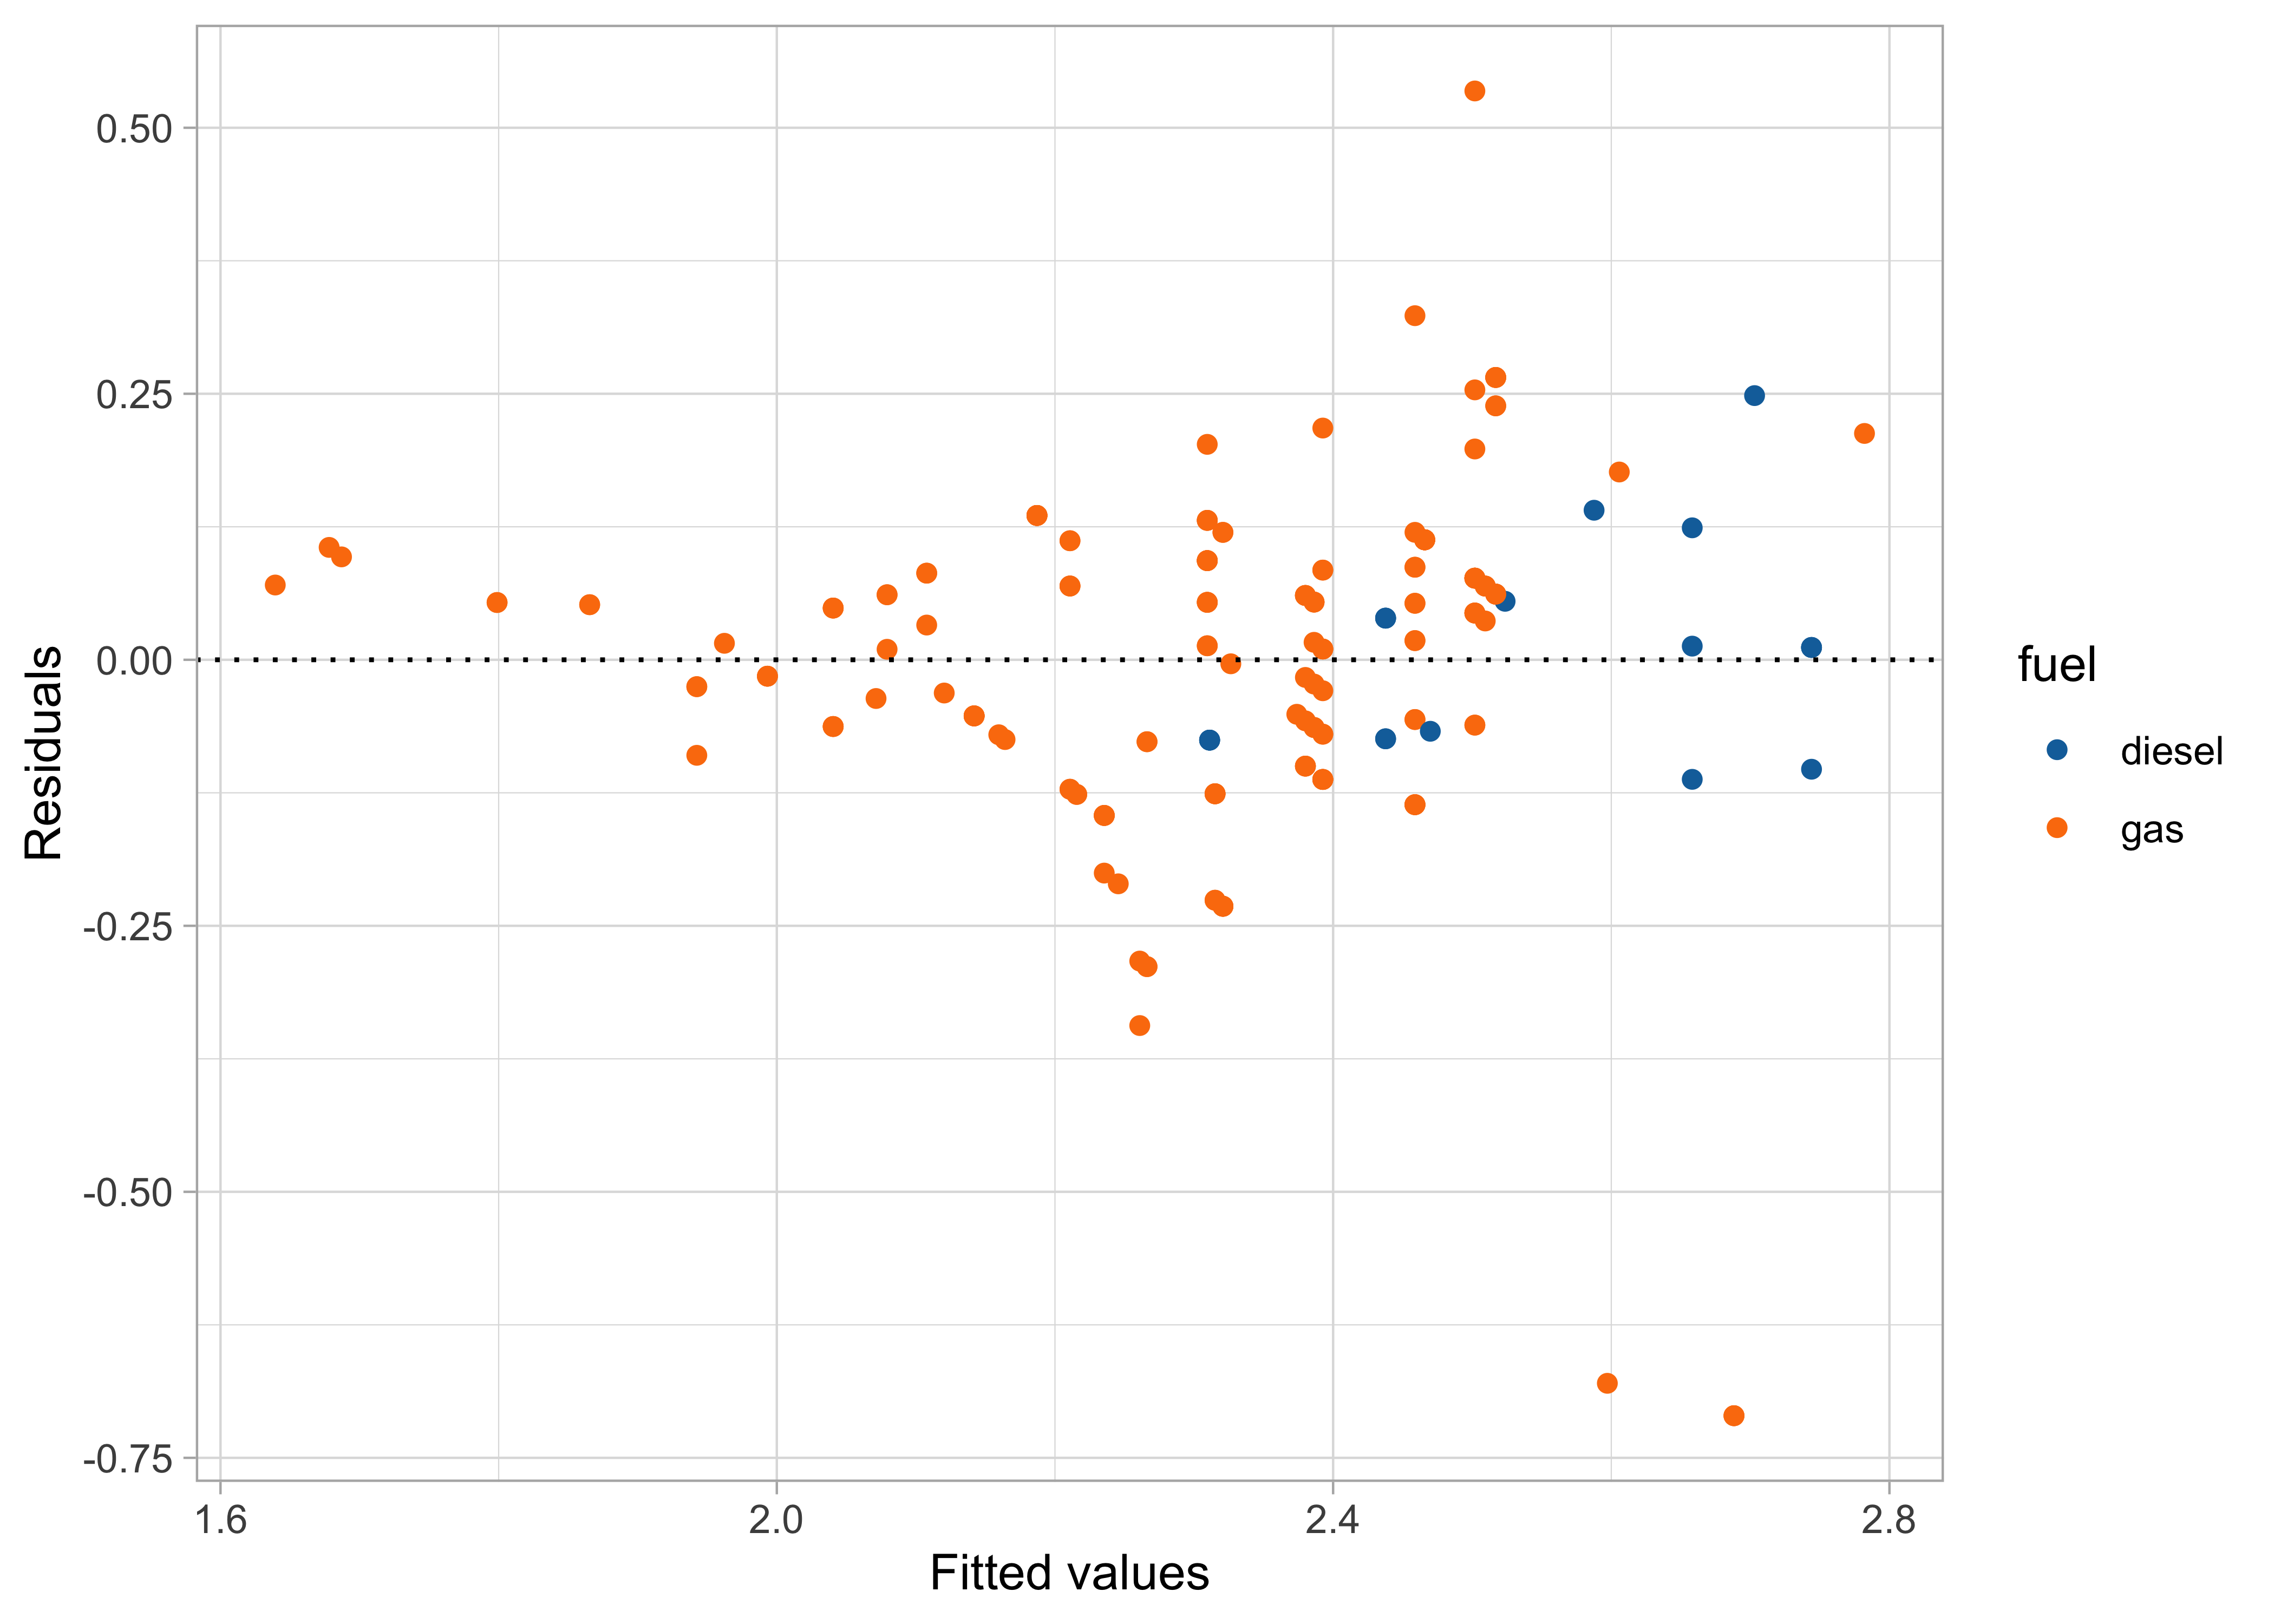 0.50
0.25
0.00
-0.25
-0.50
-0.75
Residuals
1.6 2.0 2.4 2.8
Fitted values
fuel
diesel
gas